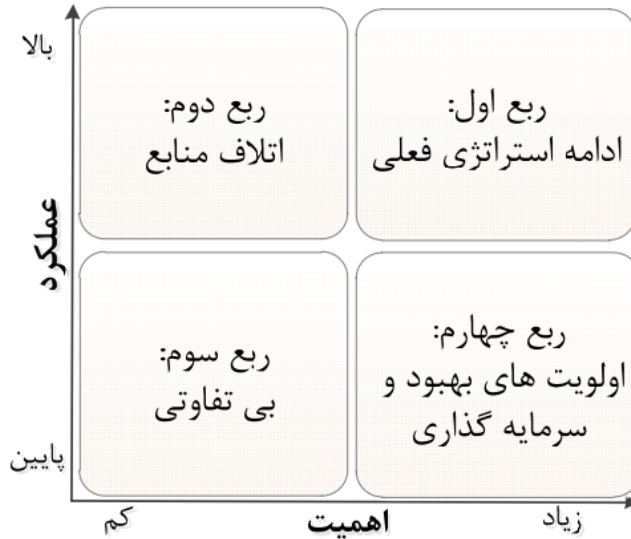 بالا
ربع اول:
ادامه استراتژی فعلی
ربع دوم:
اتلاف منابع
عملکرد
ربع چهارم:
اولویت های بهبود و
سرمایه گذاری
ربع سوم:
بی تفاوتی
پایین
کم
اهمیت
زیاد